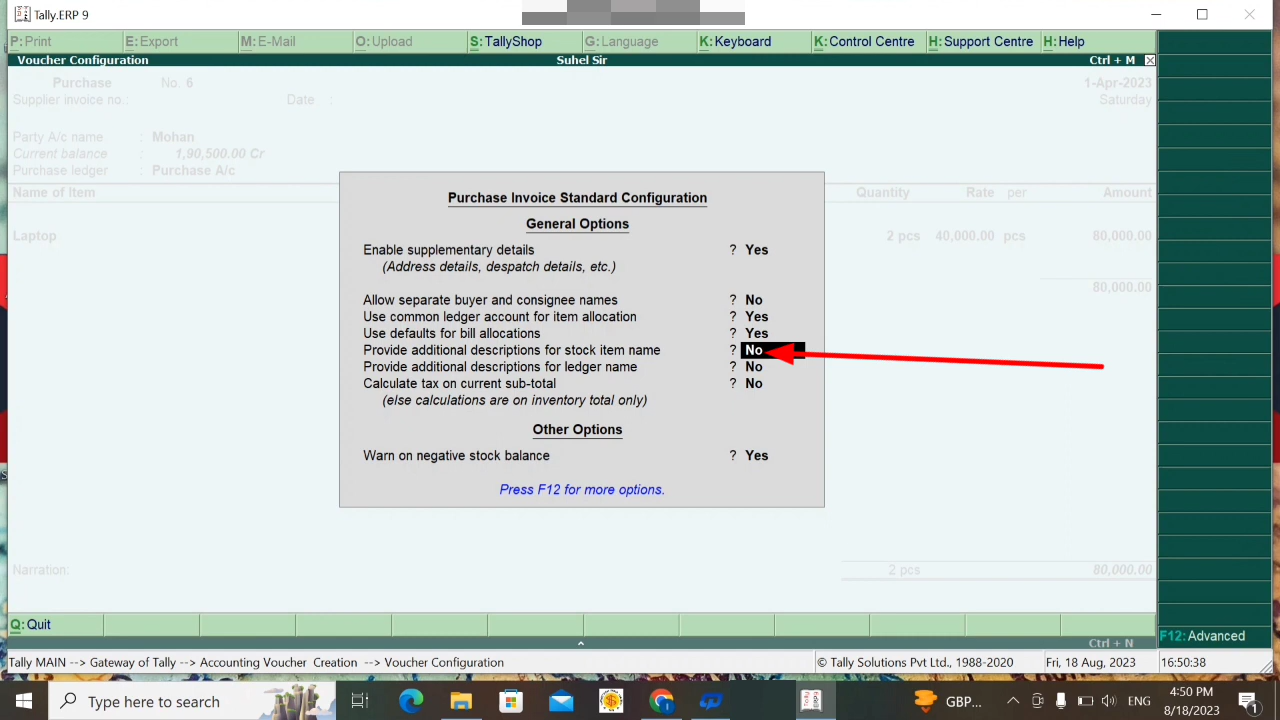 Tally.ERP 9
P: Print E: Export M: E-Mail O: Upload S: TallyShop G: Language K: Keyboard K: Control Centre H: Support Centre H: Help
Voucher Configuration Suhel Sir Ctrl + M
Purchase No. 6 1-Apr-2023
Supplier invoice no.: Date : Saturday
Party A/c name : Mohan
Current balance : 1,90,500.00 Cr
Purchase ledger : Purchase A/c
Name of Item Quantity Rate per Amount
Laptop 2 pcs 40,000.00 pcs 80,000.00
80,000.00
Purchase Invoice Standard Configuration
General Options
Enable supplementary details ? Yes
(Address details, despatch details, etc.)
Allow separate buyer and consignee names ? No
Use common ledger account for item allocation ? Yes
Use defaults for bill allocations ? Yes
Provide additional descriptions for stock item name ? No
Provide additional descriptions for ledger name ? No
Calculate tax on current sub-total ? No
(else calculations are on inventory total only)
Other Options
Warn on negative stock balance ? Yes
Press F12 for more options.
Narration: 2 pcs 80,000.00
Q: Quit
F12: Advanced
Ctrl + N
Tally MAIN --> Gateway of Tally --> Accounting Voucher Creation --> Voucher Configuration © Tally Solutions Pvt Ltd., 1988-2020 Fri, 18 Aug, 2023 16:50:38
Type here to search GBP... ENG 4:50 PM
8/18/2023 1